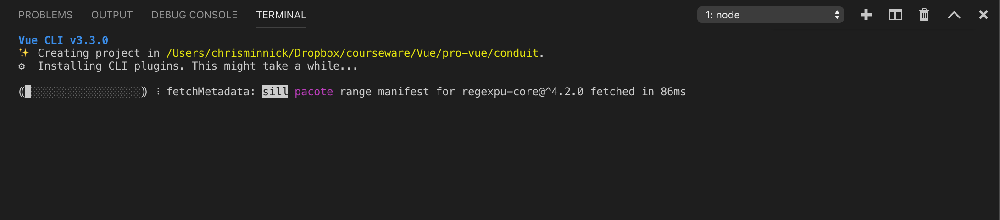 PROBLEMS OUTPUT DEBUG CONSOLE TERMINAL 1: node
Vue CLI v3.3.0
✨ Creating project in /Users/chrisminnick/Dropbox/courseware/Vue/pro-vue/conduit.
⚙ Installing CLI plugins. This might take a while...
((█░░░░░░░░░░░░░░░░░)) ⸽ fetchMetadata: sill pacote range manifest for regexpu-core@^4.2.0 fetched in 86ms